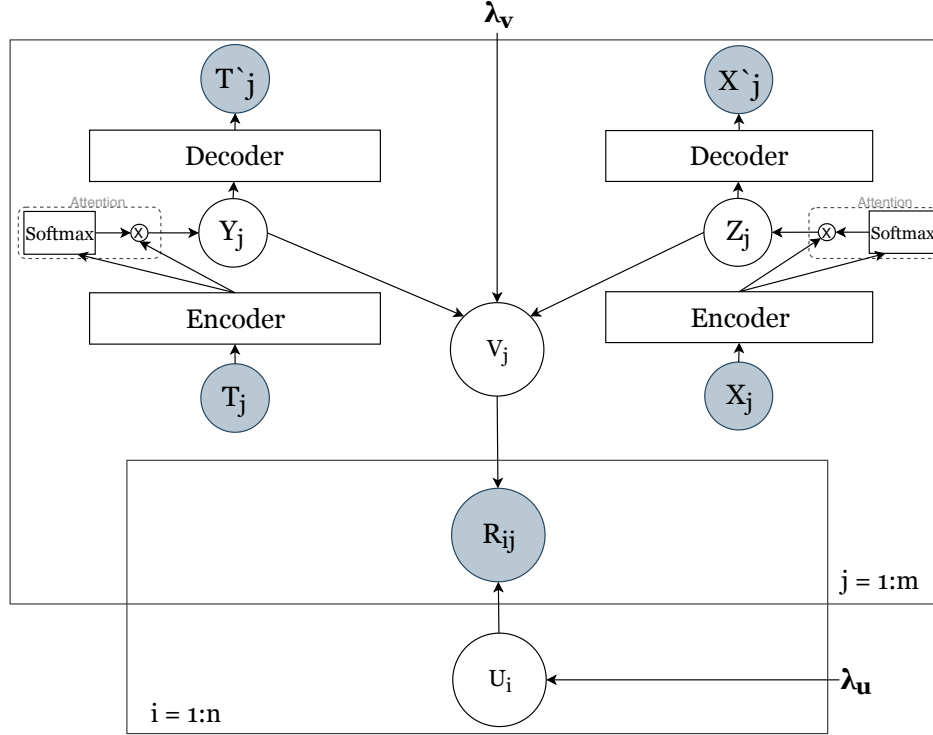 λv
T`j
X`j
Decoder
Decoder
Attention
Attention
Softmax
X
Yj
Zj
X
Softmax
Encoder
Encoder
Vj
Tj
Xj
Rij
j = 1:m
Ui
λu
i = 1:n